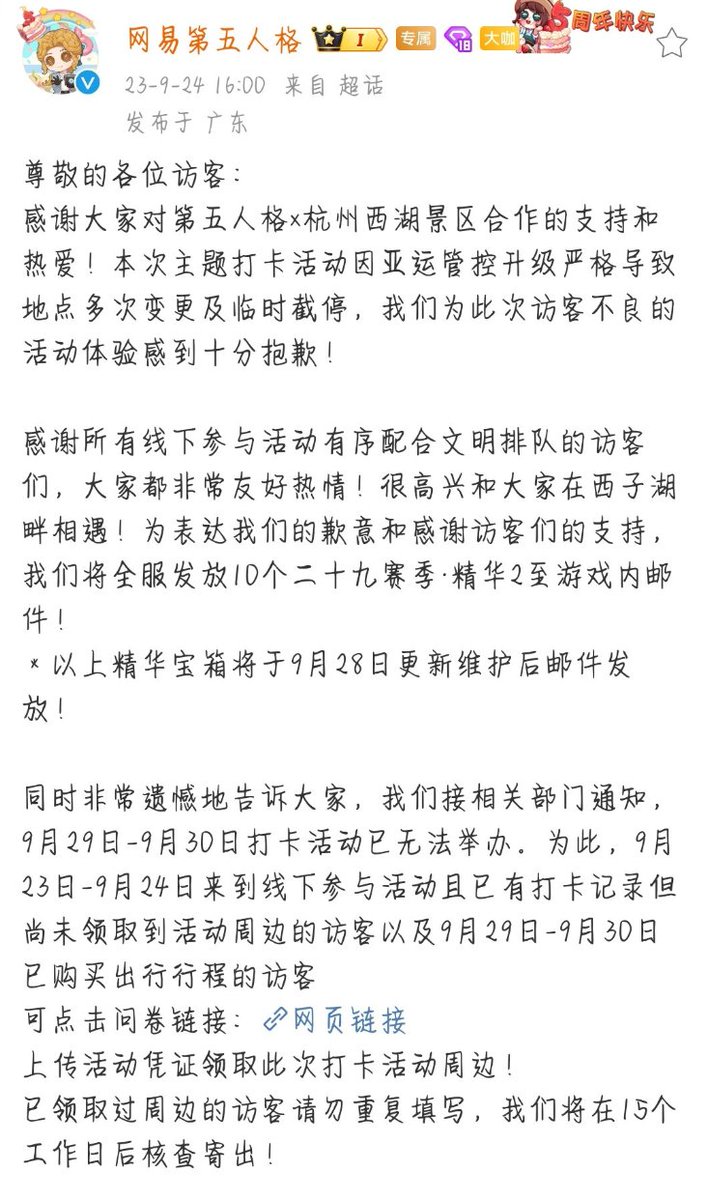 网易第五人格 I 专属 18 大咖 5周年快乐
23-9-24 16:00 来自 超话
发布于 广东
尊敬的各位访客：
感谢大家对第五人格x杭州西湖景区合作的支持和
热爱！本次主题打卡活动因亚运管控升级严格导致
地点多次变更及临时截停，我们为此次访客不良的
活动体验感到十分抱歉！
感谢所有线下参与活动有序配合文明排队的访客
们，大家都非常友好热情！很高兴和大家在西子湖
畔相遇！为表达我们的歉意和感谢访客们的支持，
我们将全服发放10个二十九赛季·精华2至游戏内邮
件！
*以上精华宝箱将于9月28日更新维护后邮件发
放！
同时非常遗憾地告诉大家，我们接相关部门通知，
9月29日-9月30日打卡活动已无法举办。为此，9月
23日-9月24日来到线下参与活动且已有打卡记录但
尚未领取到活动周边的访客以及9月29日-9月30日
已购买出行行程的访客
可点击问卷链接：网页链接
上传活动凭证领取此次打卡活动周边！
已领取过周边的访客请勿重复填写，我们将在15个
工作日后核查寄出！